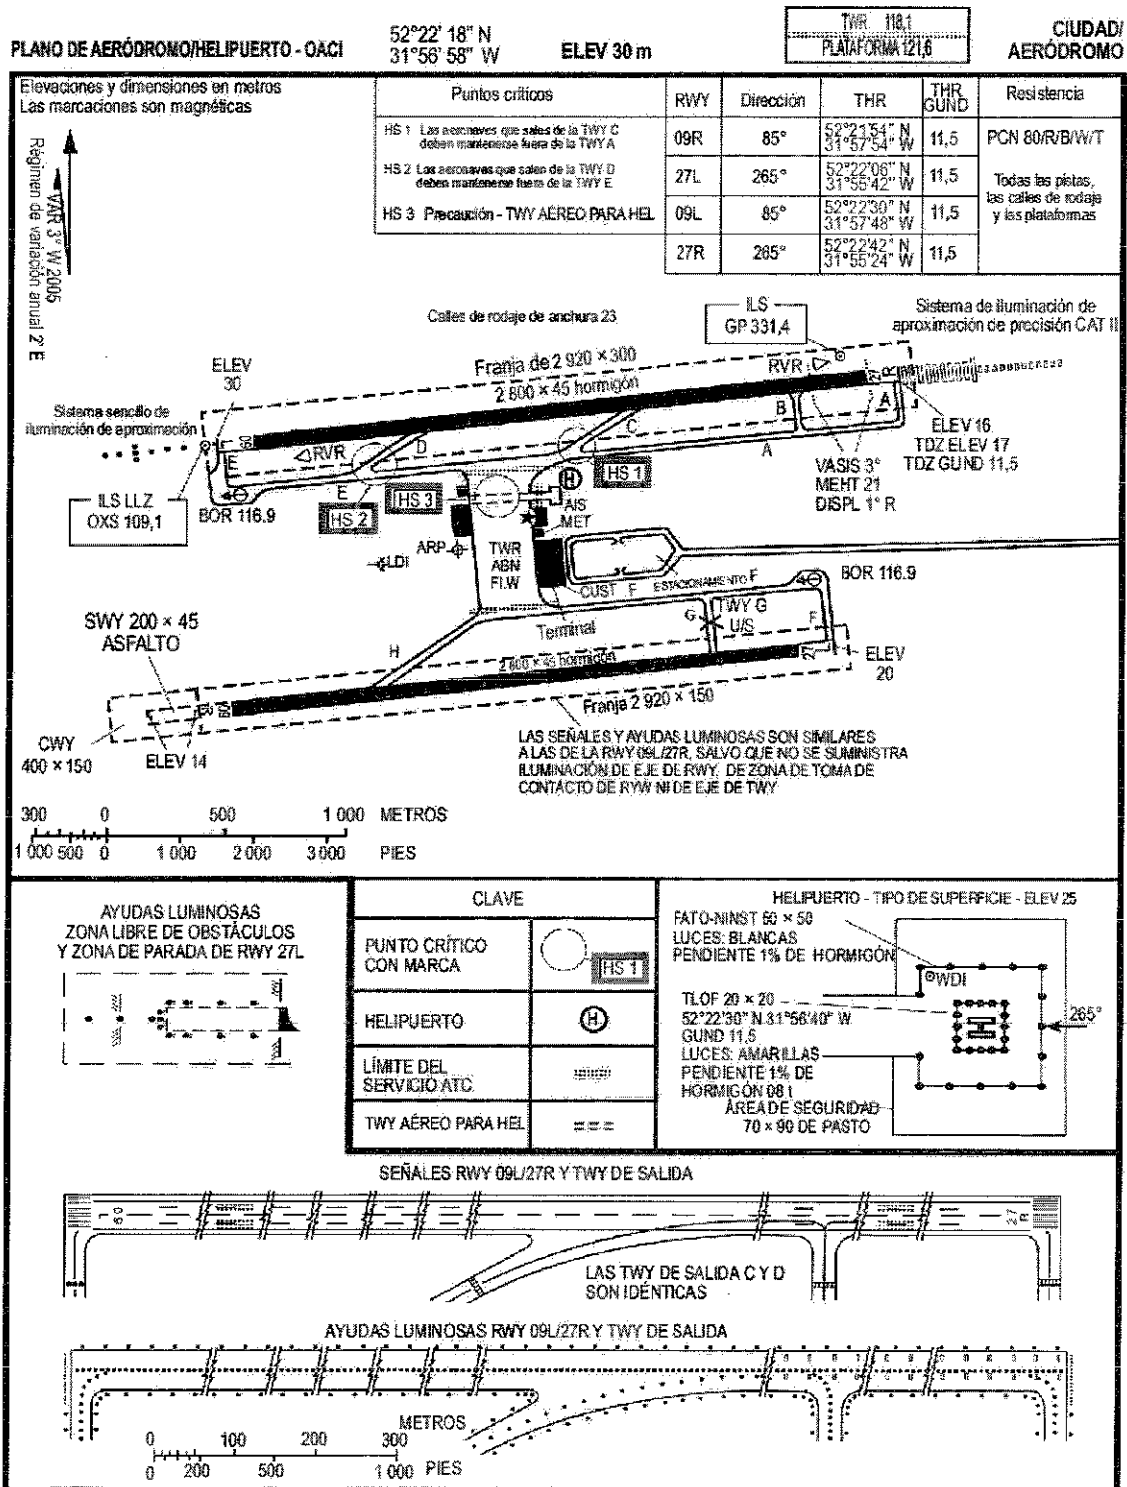 PLANO DE AERÓDROMO/HELIPUERTO - OACI
52°22' 18" N
31°56' 58" W
ELEV 30 m
TWR 118,1
PLATAFORMA 121,6
CIUDAD/
AERÓDROMO
Elevaciones y dimensiones en metros
Las marcaciones son magnéticas
VAR 3° W 2005
Régimen de variación anual 2' E
Puntos críticos
HS 1 Las aeronaves que sales de la TWY C
deben mantenerse fuera de la TWY A
HS 2 Las aeronaves que salen de la TWY D
deben mantenerse fuera de la TWY E
HS 3 Precaución - TWY AÉREO PARA HEL
RWY Dirección THR THR GUND Resistencia
09R 85° 52°21'54" N 31°57'54" W 11,5
27L 265° 52°22'06" N 31°55'42" W 11,5
09L 85° 52°22'30" N 31°57'48" W 11,5
27R 265° 52°22'42" N 31°55'24" W 11,5
PCN 80/R/B/W/T
Todas las pistas,
las calles de rodaje
y las plataformas
Calles de rodaje de anchura 23
ILS
GP 331,4
Sistema de iluminación de
aproximación de precisión CAT II
ELEV
30
Franja de 2 920 × 300
2 800 × 45 hormigón
RVR
27
R
Sistema sencillo de
iluminación de aproximación
09
L
RVR
E
D
C
B
A
A
ELEV 16
TDZ ELEV 17
TDZ GUND 11,5
VASIS 3°
MEHT 21
DISPL 1° R
ILS LLZ
OXS 109,1
BOR 116.9
E
HS 2
HS 3
HS 1
H
AIS
MET
ARP
LDI
TWR
ABN
FLW
CUST
F
ESTACIONAMIENTO
F
BOR 116.9
Terminal
G
TWY G
U/S
F
SWY 200 × 45
ASFALTO
H
2 800 × 45 hormigón
27
ELEV
20
Franja 2 920 × 150
09
CWY
400 × 150
ELEV 14
LAS SEÑALES Y AYUDAS LUMINOSAS SON SIMILARES
A LAS DE LA RWY 09L/27R, SALVO QUE NO SE SUMINISTRA
ILUMINACIÓN DE EJE DE RWY, DE ZONA DE TOMA DE
CONTACTO DE RYW NI DE EJE DE TWY
300 0 500 1 000 METROS
1 000 500 0 1 000 2 000 3 000 PIES
AYUDAS LUMINOSAS
ZONA LIBRE DE OBSTÁCULOS
Y ZONA DE PARADA DE RWY 27L
CLAVE
PUNTO CRÍTICO
CON MARCA
HS 1
HELIPUERTO
H
LÍMITE DEL
SERVICIO ATC
TWY AÉREO PARA HEL
HELIPUERTO - TIPO DE SUPERFICIE - ELEV 25
FATO-NINST 50 × 50
LUCES: BLANCAS
PENDIENTE 1% DE HORMIGÓN
WDI
TLOF 20 × 20
52°22'30" N 31°56'40" W
GUND 11,5
LUCES: AMARILLAS
PENDIENTE 1% DE
HORMIGÓN 08 t
ÁREA DE SEGURIDAD
70 × 90 DE PASTO
H
265°
SEÑALES RWY 09L/27R Y TWY DE SALIDA
09
L
27
R
LAS TWY DE SALIDA C Y D
SON IDÉNTICAS
AYUDAS LUMINOSAS RWY 09L/27R Y TWY DE SALIDA
METROS
0 100 200 300
0 200 500 1 000 PIES